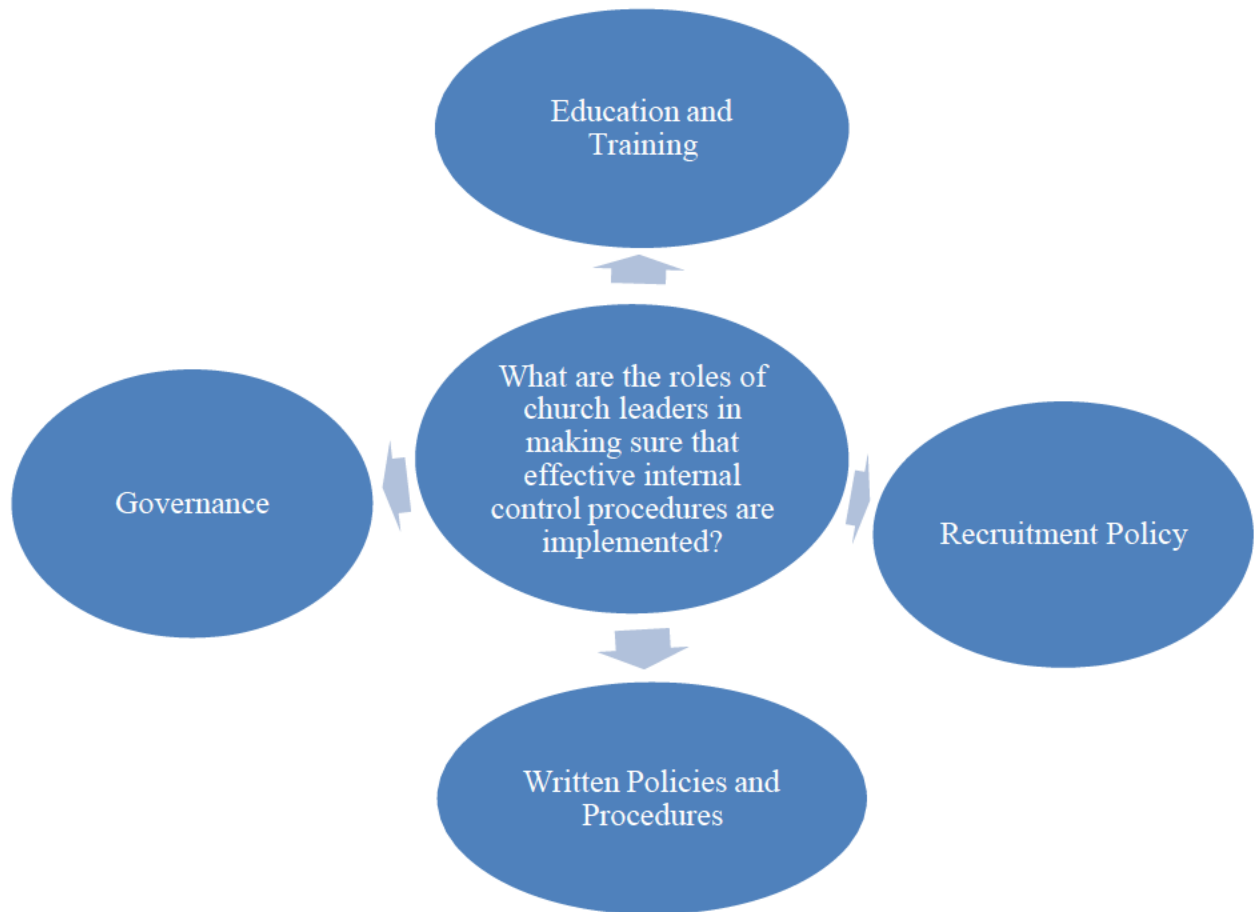 Education and
Training
What are the roles of
church leaders in
making sure that
effective internal
control procedures are
implemented?
Governance
Recruitment Policy
Written Policies and
Procedures